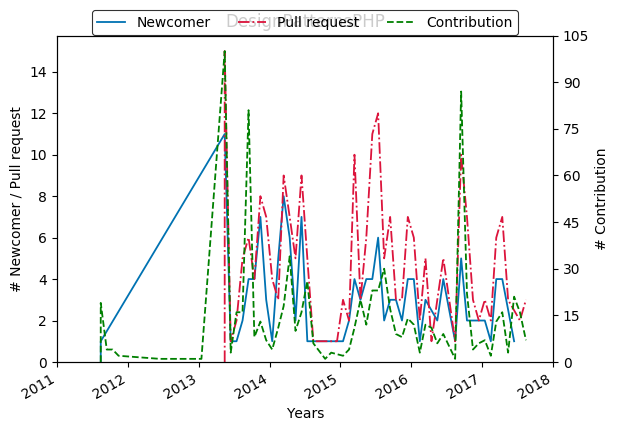 DesignPatternsPHP
Newcomer Pull request Contribution
# Newcomer / Pull request
14
12
10
8
6
4
2
0
105
90
75
60
45
30
15
0
# Contribution
2011 2012 2013 2014 2015 2016 2017 2018
Years